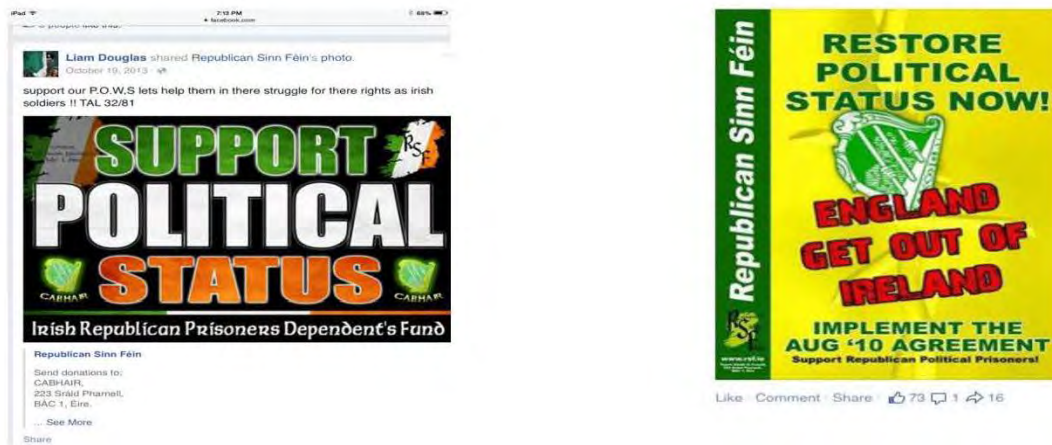 iPad
7:13 PM
facebook.com
68%
people like this.
Liam Douglas shared Republican Sinn Féin's photo.
October 19, 2013
support our P.O.W.S lets help them in there struggle for there rights as irish
soldiers !! TAL 32/81
SUPPORT
RSF
POLITICAL
STATUS
CABHAIR
CABHAIR
Irish Republican Prisoners Dependent's Fund
Republican Sinn Féin
Send donations to;
CABHAIR,
223 Sráid Pharnell,
BÁC 1, Éire.
... See More
Share
Republican Sinn Féin
RSF
www.rsf.ie
RESTORE
POLITICAL
STATUS NOW!
ENGLAND
GET OUT OF
IRELAND
IMPLEMENT THE
AUG '10 AGREEMENT
Support Republican Political Prisoners!
Like · Comment · Share · 73 1 16